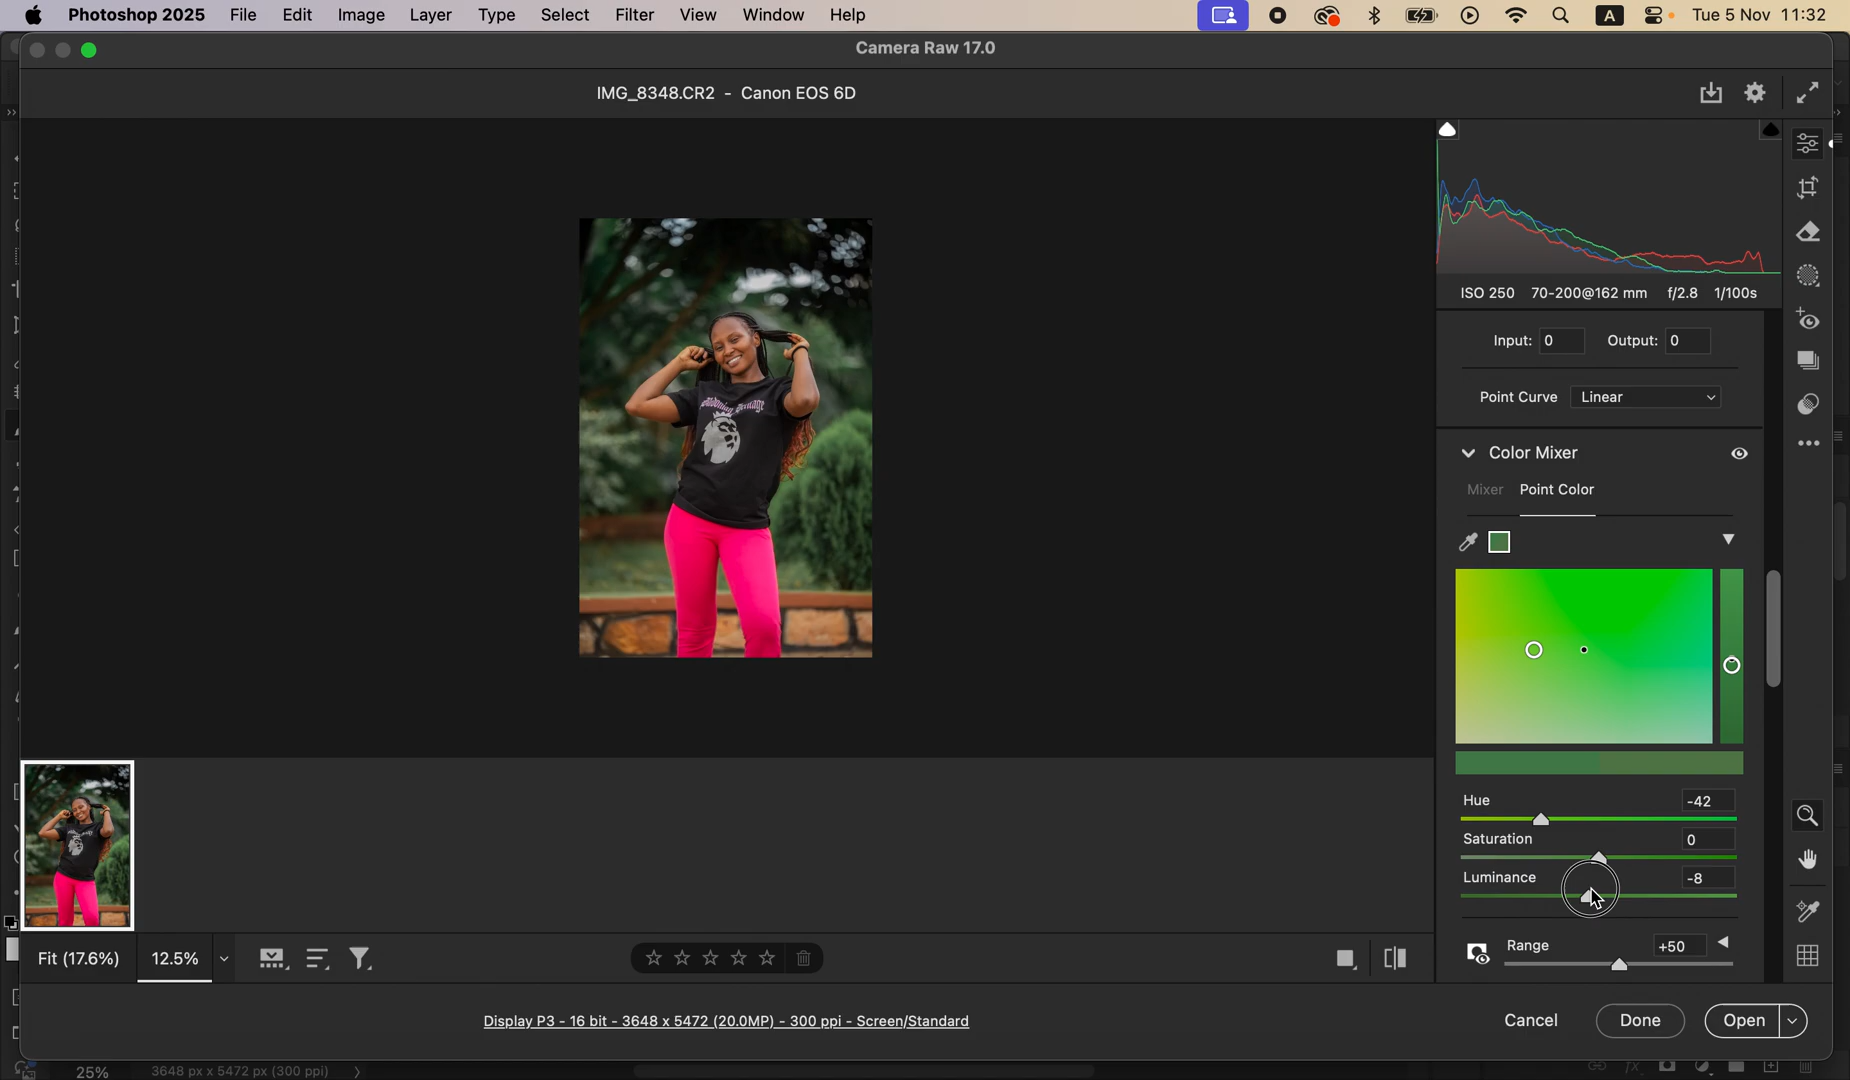 Photoshop 2025 File Edit Image Layer Type Select Filter View Window Help A Tue 5 Nov 11:32
Camera Raw 17.0
IMG_8348.CR2 - Canon EOS 6D
ISO 250 70-200@162 mm f/2.8 1/100s
Input: 0 Output: 0
Point Curve Linear
Color Mixer
Mixer Point Color
Hue -42
Saturation 0
Luminance -8
Range +50
Fit (17.6%) 12.5%
Display P3 - 16 bit - 3648 x 5472 (20.0MP) - 300 ppi - Screen/Standard
Cancel Done Open
25% 3648 px x 5472 px (300 ppi)